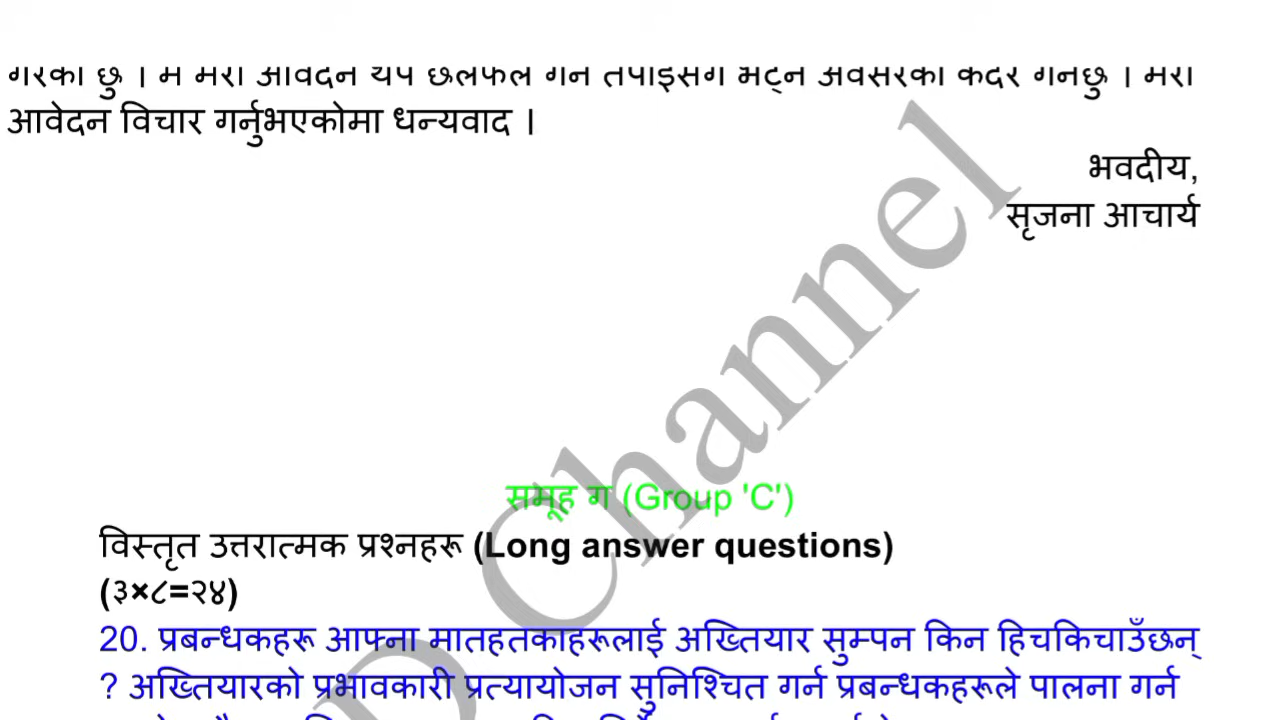 गरेको छु । म मेरो आवेदन थप छलफल गर्न तपाईंसँग भेट्ने अवसरको कदर गर्नेछु । मेरो
आवेदन विचार गर्नुभएकोमा धन्यवाद ।
भवदीय,
सृजना आचार्य
समूह ग (Group 'C')
विस्तृत उत्तरात्मक प्रश्नहरू (Long answer questions)
(३×८=२४)
20. प्रबन्धकहरू आफ्ना मातहतकाहरूलाई अख्तियार सुम्पन किन हिचकिचाउँछन्
? अख्तियारको प्रभावकारी प्रत्यायोजन सुनिश्चित गर्न प्रबन्धकहरूले पालना गर्न
D Channel